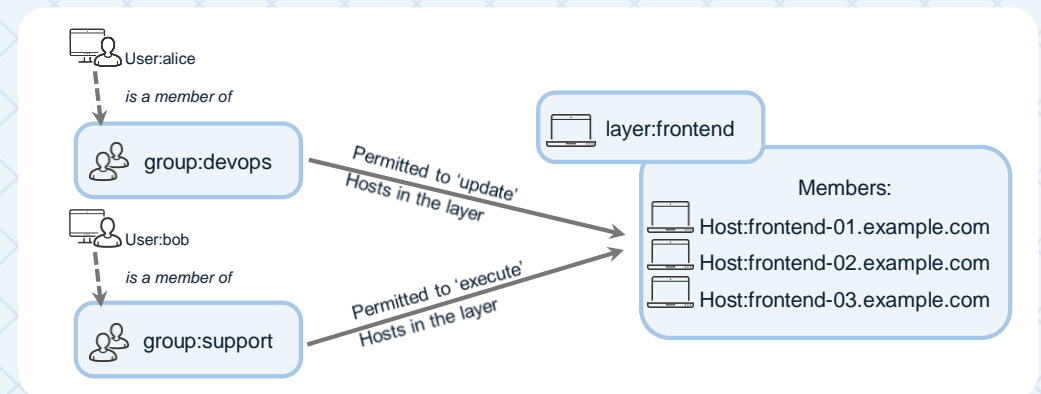 User:alice
is a member of
group:devops
Permitted to ‘update’
Hosts in the layer
User:bob
is a member of
group:support
Permitted to ‘execute’
Hosts in the layer
layer:frontend
Members:
Host:frontend-01.example.com
Host:frontend-02.example.com
Host:frontend-03.example.com